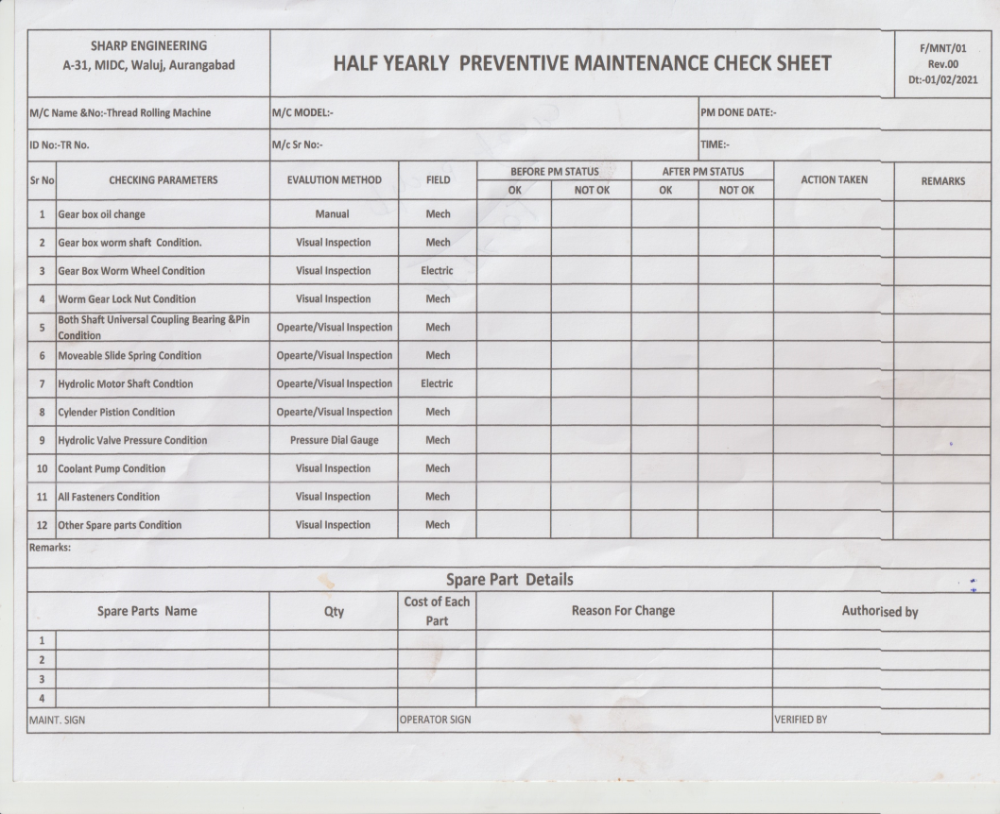 SHARP ENGINEERING
A-31, MIDC, Waluj, Aurangabad
HALF YEARLY PREVENTIVE MAINTENANCE CHECK SHEET
F/MNT/01
Rev.00
Dt:-01/02/2021
M/C Name &No:-Thread Rolling Machine
M/C MODEL:-
PM DONE DATE:-
ID No:-TR No.
M/c Sr No:-
TIME:-
Sr No CHECKING PARAMETERS EVALUTION METHOD FIELD BEFORE PM STATUS AFTER PM STATUS ACTION TAKEN REMARKS
OK NOT OK OK NOT OK
1 Gear box oil change Manual Mech
2 Gear box worm shaft Condition. Visual Inspection Mech
3 Gear Box Worm Wheel Condition Visual Inspection Electric
4 Worm Gear Lock Nut Condition Visual Inspection Mech
5 Both Shaft Universal Coupling Bearing &Pin
Condition Opearte/Visual Inspection Mech
6 Moveable Slide Spring Condition Opearte/Visual Inspection Mech
7 Hydrolic Motor Shaft Condtion Opearte/Visual Inspection Electric
8 Cylender Pistion Condition Opearte/Visual Inspection Mech
9 Hydrolic Valve Pressure Condition Pressure Dial Gauge Mech
10 Coolant Pump Condition Visual Inspection Mech
11 All Fasteners Condition Visual Inspection Mech
12 Other Spare parts Condition Visual Inspection Mech
Remarks:
Spare Part Details
Spare Parts Name Qty Cost of Each
Part Reason For Change Authorised by
1
2
3
4
MAINT. SIGN OPERATOR SIGN VERIFIED BY